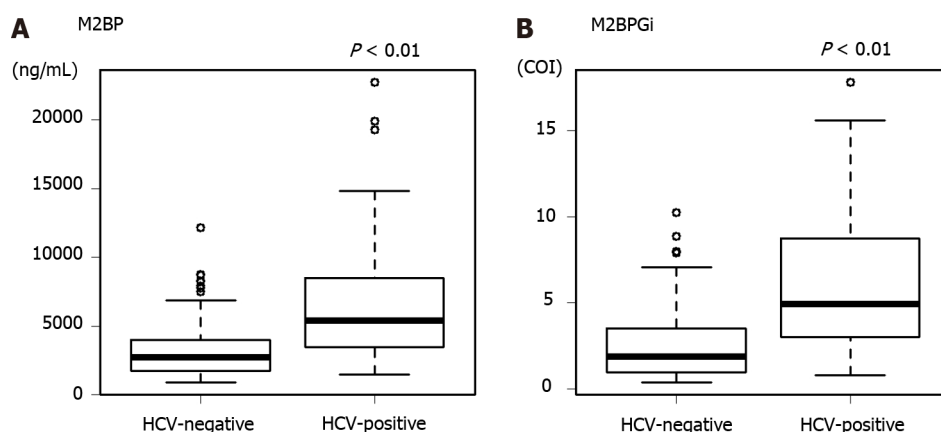 A M2BP
(ng/mL)
P < 0.01
20000
15000
10000
5000
0
HCV-negative HCV-positive
B M2BPGi
(COI)
P < 0.01
15
10
5
0
HCV-negative HCV-positive